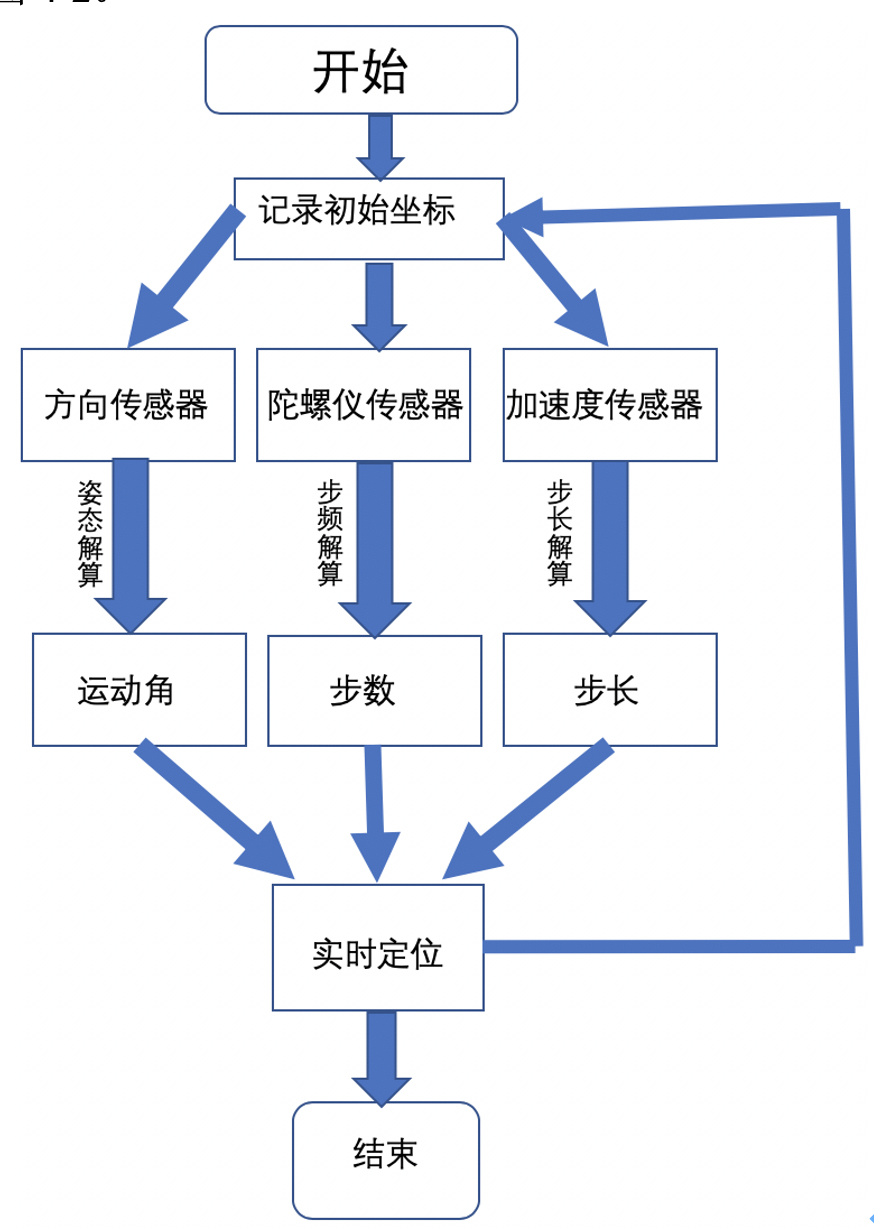 开始
记录初始坐标
方向传感器
陀螺仪传感器
加速度传感器
姿态解算
步频解算
步长解算
运动角
步数
步长
实时定位
结束